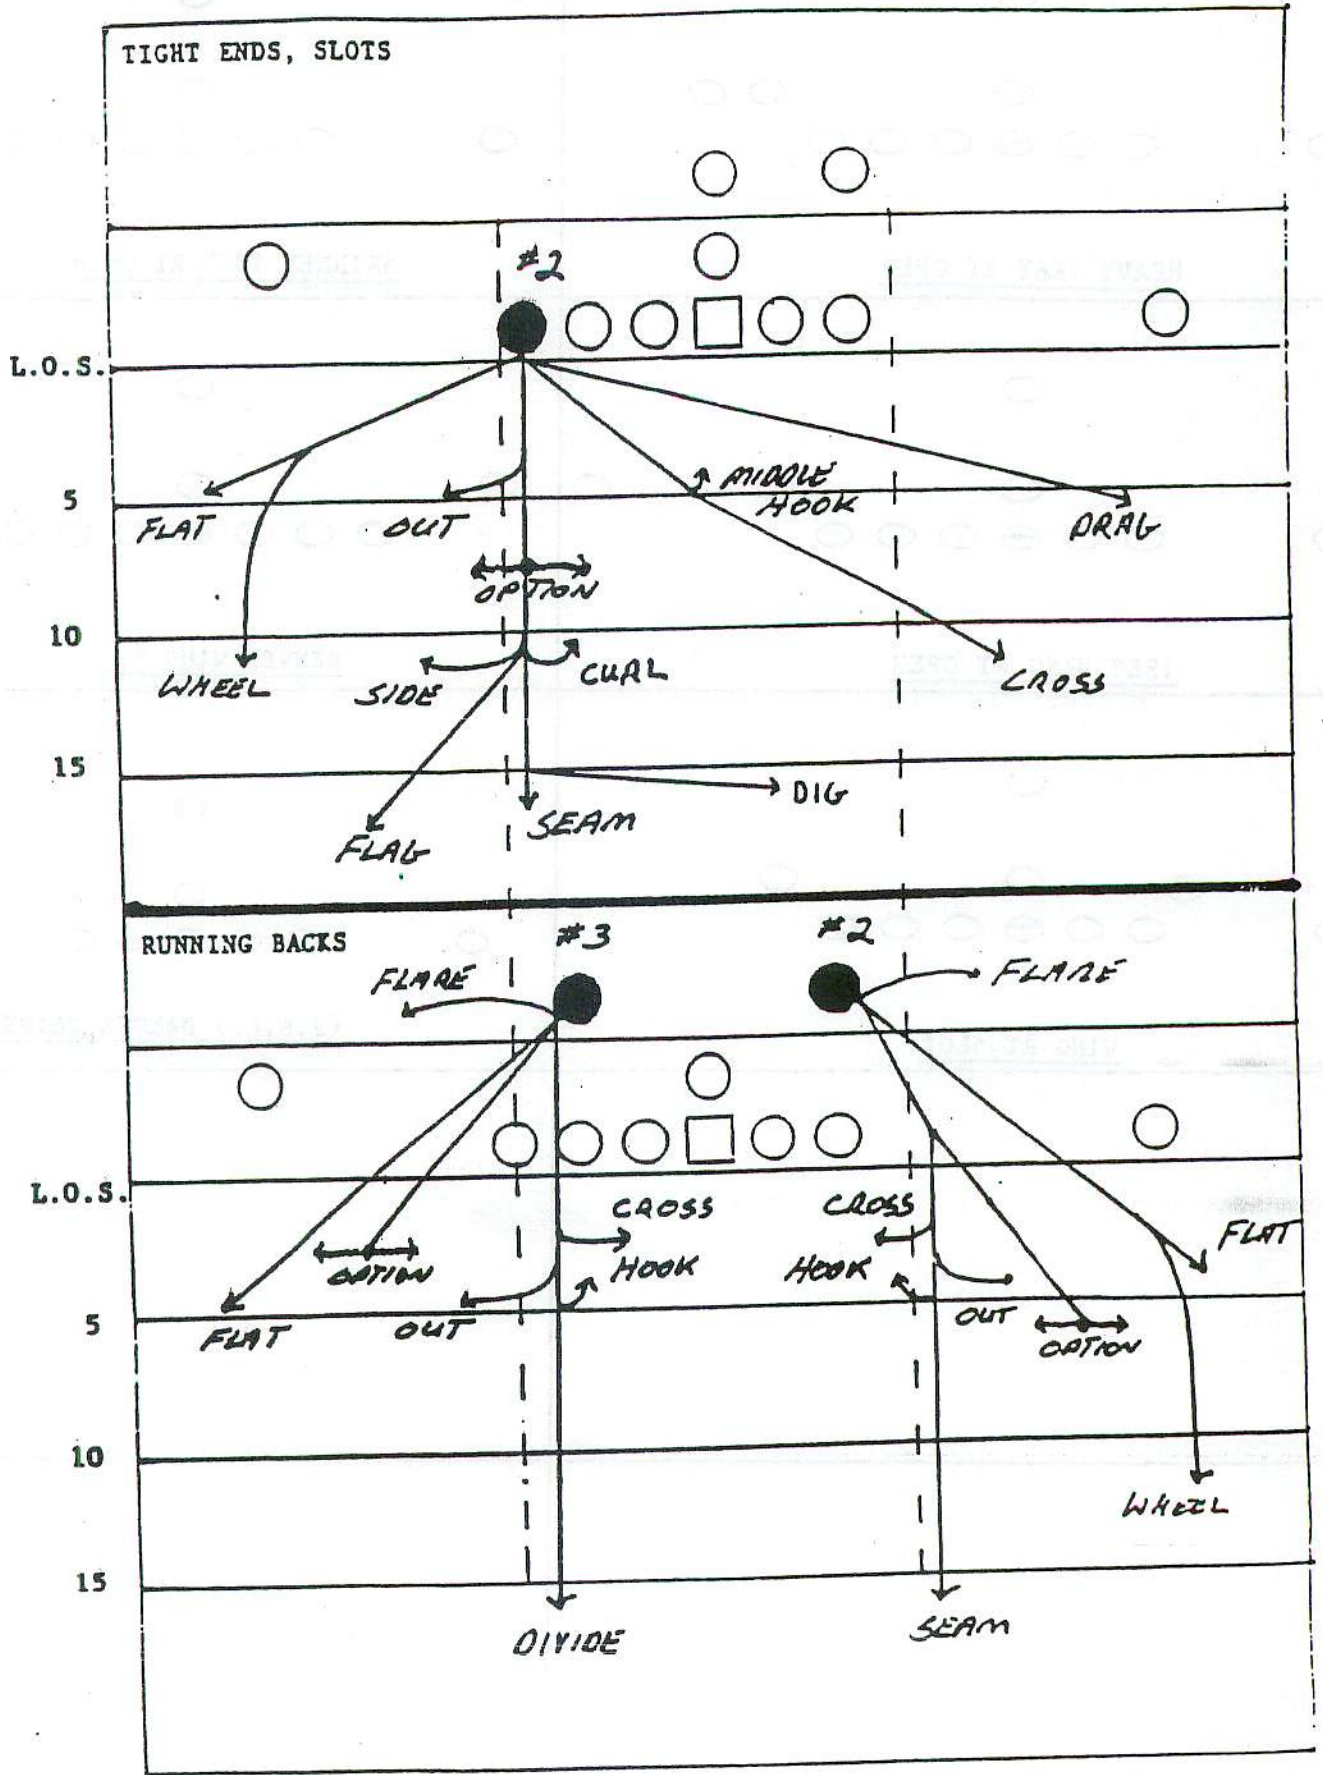 TIGHT ENDS, SLOTS
#2
L.O.S.
MIDDLE
HOOK
5
FLAT
OUT
DRAG
OPTION
10
WHEEL
SIDE
CURL
CROSS
15
DIG
SEAM
FLAG
RUNNING BACKS
#3
#2
FLARE
FLARE
L.O.S.
CROSS
CROSS
FLAT
OPTION
HOOK
HOOK
5
FLAT
OUT
OUT
OPTION
10
WHEEL
15
DIVIDE
SEAM